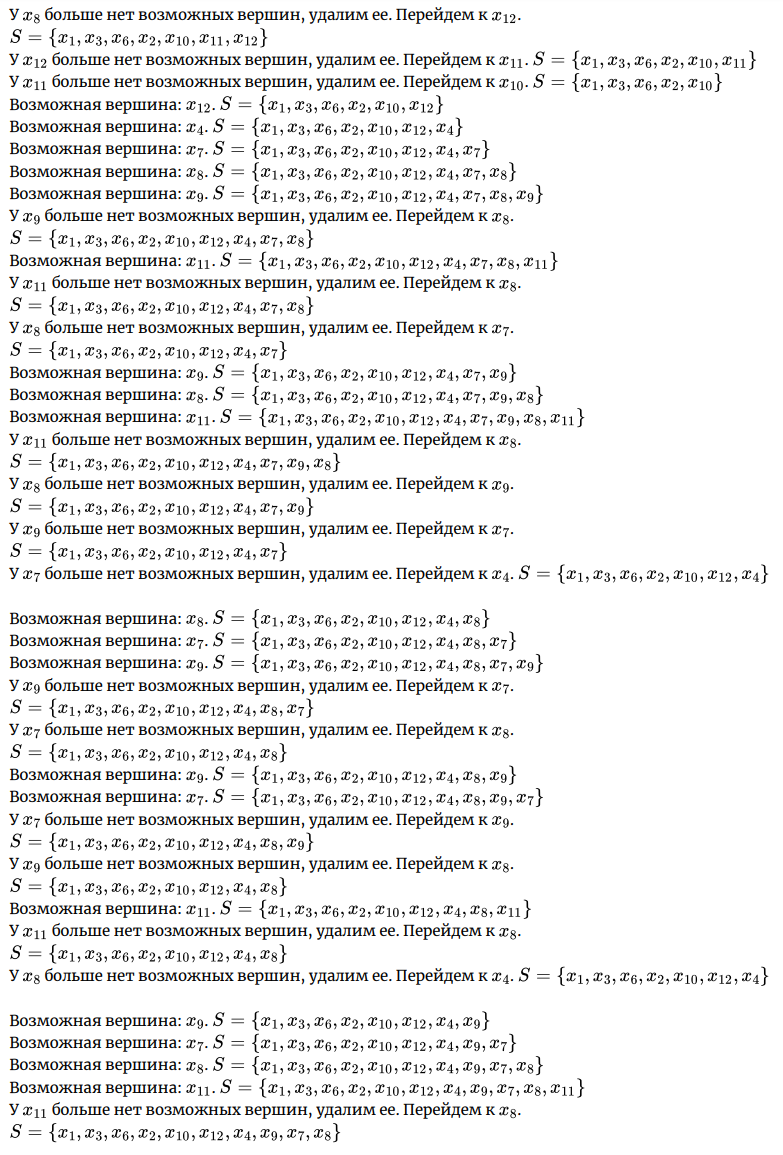 У x₈ больше нет возможных вершин, удалим ее. Перейдем к x₁₂.
S = {x₁, x₃, x₆, x₂, x₁₀, x₁₁, x₁₂}
У x₁₂ больше нет возможных вершин, удалим ее. Перейдем к x₁₁. S = {x₁, x₃, x₆, x₂, x₁₀, x₁₁}
У x₁₁ больше нет возможных вершин, удалим ее. Перейдем к x₁₀. S = {x₁, x₃, x₆, x₂, x₁₀}
Возможная вершина: x₁₂. S = {x₁, x₃, x₆, x₂, x₁₀, x₁₂}
Возможная вершина: x₄. S = {x₁, x₃, x₆, x₂, x₁₀, x₁₂, x₄}
Возможная вершина: x₇. S = {x₁, x₃, x₆, x₂, x₁₀, x₁₂, x₄, x₇}
Возможная вершина: x₈. S = {x₁, x₃, x₆, x₂, x₁₀, x₁₂, x₄, x₇, x₈}
Возможная вершина: x₉. S = {x₁, x₃, x₆, x₂, x₁₀, x₁₂, x₄, x₇, x₈, x₉}
У x₉ больше нет возможных вершин, удалим ее. Перейдем к x₈.
S = {x₁, x₃, x₆, x₂, x₁₀, x₁₂, x₄, x₇, x₈}
Возможная вершина: x₁₁. S = {x₁, x₃, x₆, x₂, x₁₀, x₁₂, x₄, x₇, x₈, x₁₁}
У x₁₁ больше нет возможных вершин, удалим ее. Перейдем к x₈.
S = {x₁, x₃, x₆, x₂, x₁₀, x₁₂, x₄, x₇, x₈}
У x₈ больше нет возможных вершин, удалим ее. Перейдем к x₇.
S = {x₁, x₃, x₆, x₂, x₁₀, x₁₂, x₄, x₇}
Возможная вершина: x₉. S = {x₁, x₃, x₆, x₂, x₁₀, x₁₂, x₄, x₇, x₉}
Возможная вершина: x₈. S = {x₁, x₃, x₆, x₂, x₁₀, x₁₂, x₄, x₇, x₉, x₈}
Возможная вершина: x₁₁. S = {x₁, x₃, x₆, x₂, x₁₀, x₁₂, x₄, x₇, x₉, x₈, x₁₁}
У x₁₁ больше нет возможных вершин, удалим ее. Перейдем к x₈.
S = {x₁, x₃, x₆, x₂, x₁₀, x₁₂, x₄, x₇, x₉, x₈}
У x₈ больше нет возможных вершин, удалим ее. Перейдем к x₉.
S = {x₁, x₃, x₆, x₂, x₁₀, x₁₂, x₄, x₇, x₉}
У x₉ больше нет возможных вершин, удалим ее. Перейдем к x₇.
S = {x₁, x₃, x₆, x₂, x₁₀, x₁₂, x₄, x₇}
У x₇ больше нет возможных вершин, удалим ее. Перейдем к x₄. S = {x₁, x₃, x₆, x₂, x₁₀, x₁₂, x₄}
Возможная вершина: x₈. S = {x₁, x₃, x₆, x₂, x₁₀, x₁₂, x₄, x₈}
Возможная вершина: x₇. S = {x₁, x₃, x₆, x₂, x₁₀, x₁₂, x₄, x₈, x₇}
Возможная вершина: x₉. S = {x₁, x₃, x₆, x₂, x₁₀, x₁₂, x₄, x₈, x₇, x₉}
У x₉ больше нет возможных вершин, удалим ее. Перейдем к x₇.
S = {x₁, x₃, x₆, x₂, x₁₀, x₁₂, x₄, x₈, x₇}
У x₇ больше нет возможных вершин, удалим ее. Перейдем к x₈.
S = {x₁, x₃, x₆, x₂, x₁₀, x₁₂, x₄, x₈}
Возможная вершина: x₉. S = {x₁, x₃, x₆, x₂, x₁₀, x₁₂, x₄, x₈, x₉}
Возможная вершина: x₇. S = {x₁, x₃, x₆, x₂, x₁₀, x₁₂, x₄, x₈, x₉, x₇}
У x₇ больше нет возможных вершин, удалим ее. Перейдем к x₉.
S = {x₁, x₃, x₆, x₂, x₁₀, x₁₂, x₄, x₈, x₉}
У x₉ больше нет возможных вершин, удалим ее. Перейдем к x₈.
S = {x₁, x₃, x₆, x₂, x₁₀, x₁₂, x₄, x₈}
Возможная вершина: x₁₁. S = {x₁, x₃, x₆, x₂, x₁₀, x₁₂, x₄, x₈, x₁₁}
У x₁₁ больше нет возможных вершин, удалим ее. Перейдем к x₈.
S = {x₁, x₃, x₆, x₂, x₁₀, x₁₂, x₄, x₈}
У x₈ больше нет возможных вершин, удалим ее. Перейдем к x₄. S = {x₁, x₃, x₆, x₂, x₁₀, x₁₂, x₄}
Возможная вершина: x₉. S = {x₁, x₃, x₆, x₂, x₁₀, x₁₂, x₄, x₉}
Возможная вершина: x₇. S = {x₁, x₃, x₆, x₂, x₁₀, x₁₂, x₄, x₉, x₇}
Возможная вершина: x₈. S = {x₁, x₃, x₆, x₂, x₁₀, x₁₂, x₄, x₉, x₇, x₈}
Возможная вершина: x₁₁. S = {x₁, x₃, x₆, x₂, x₁₀, x₁₂, x₄, x₉, x₇, x₈, x₁₁}
У x₁₁ больше нет возможных вершин, удалим ее. Перейдем к x₈.
S = {x₁, x₃, x₆, x₂, x₁₀, x₁₂, x₄, x₉, x₇, x₈}